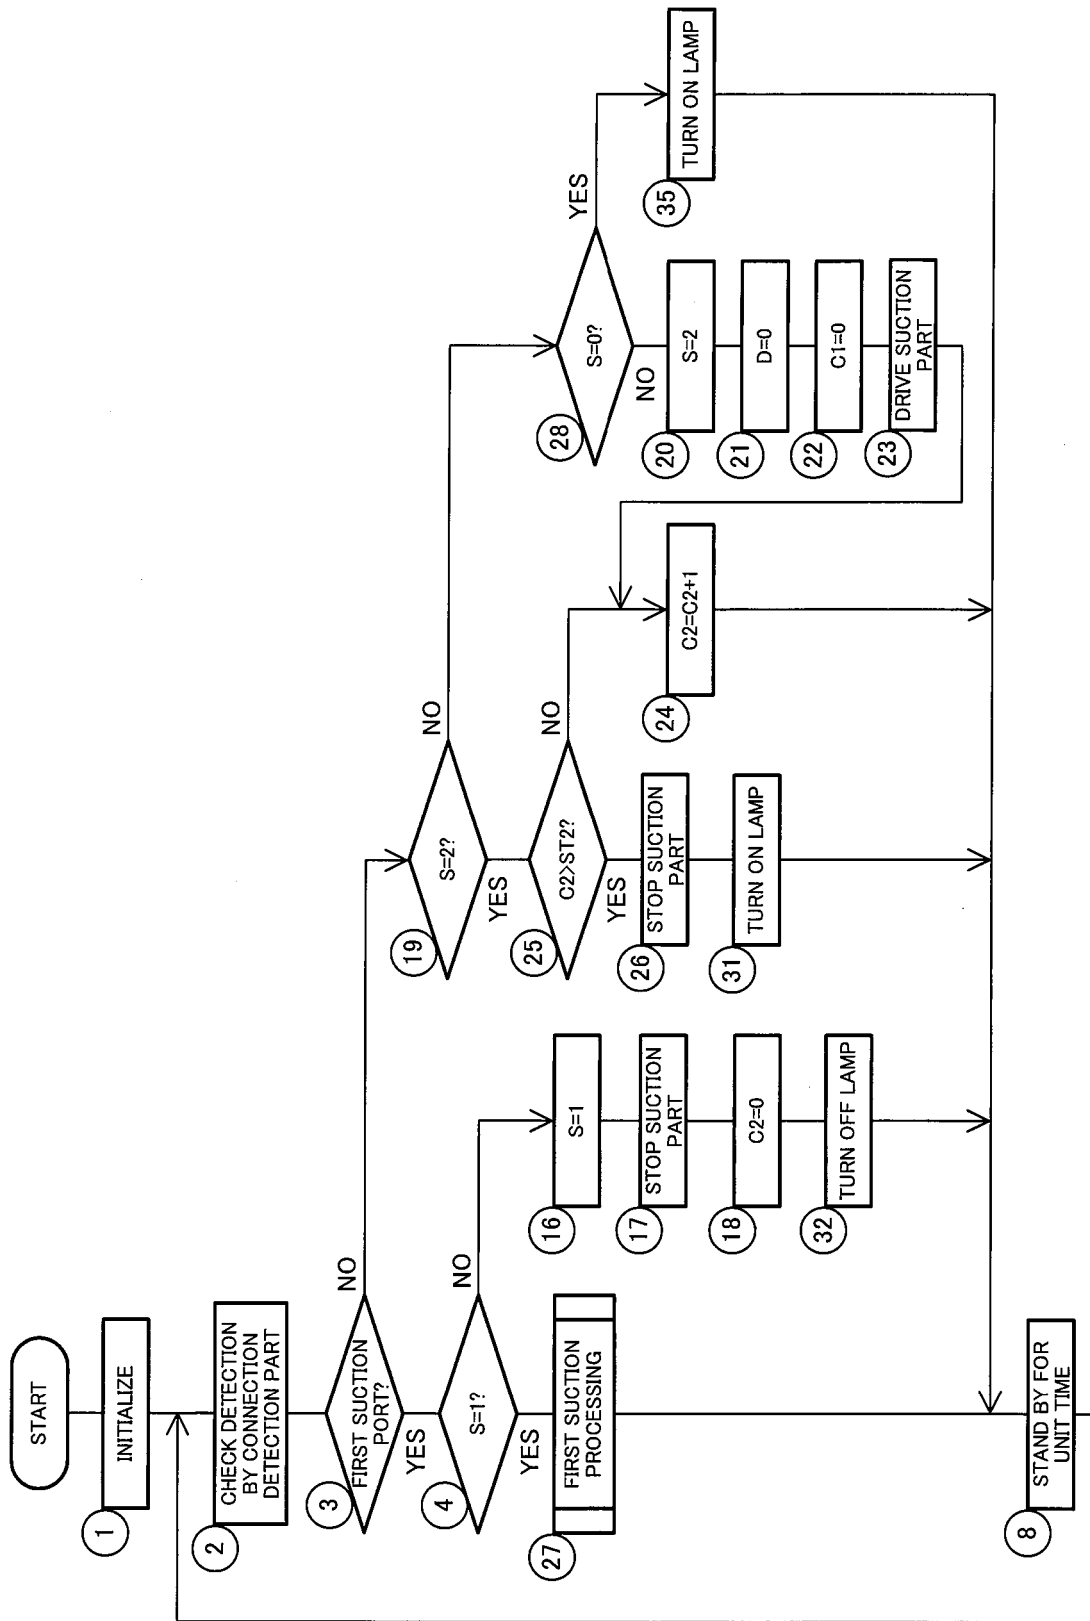 START
1
INITIALIZE
2
CHECK DETECTION
BY CONNECTION
DETECTION PART
3
FIRST SUCTION
PORT?
NO
YES
4
S=1?
NO
YES
27
FIRST SUCTION
PROCESSING
16
S=1
17
STOP SUCTION
PART
18
C2=0
32
TURN OFF LAMP
19
S=2?
NO
YES
25
C2>ST2?
NO
YES
26
STOP SUCTION
PART
31
TURN ON LAMP
24
C2=C2+1
28
S=0?
YES
NO
20
S=2
21
D=0
22
C1=0
23
DRIVE SUCTION
PART
35
TURN ON LAMP
8
STAND BY FOR
UNIT TIME